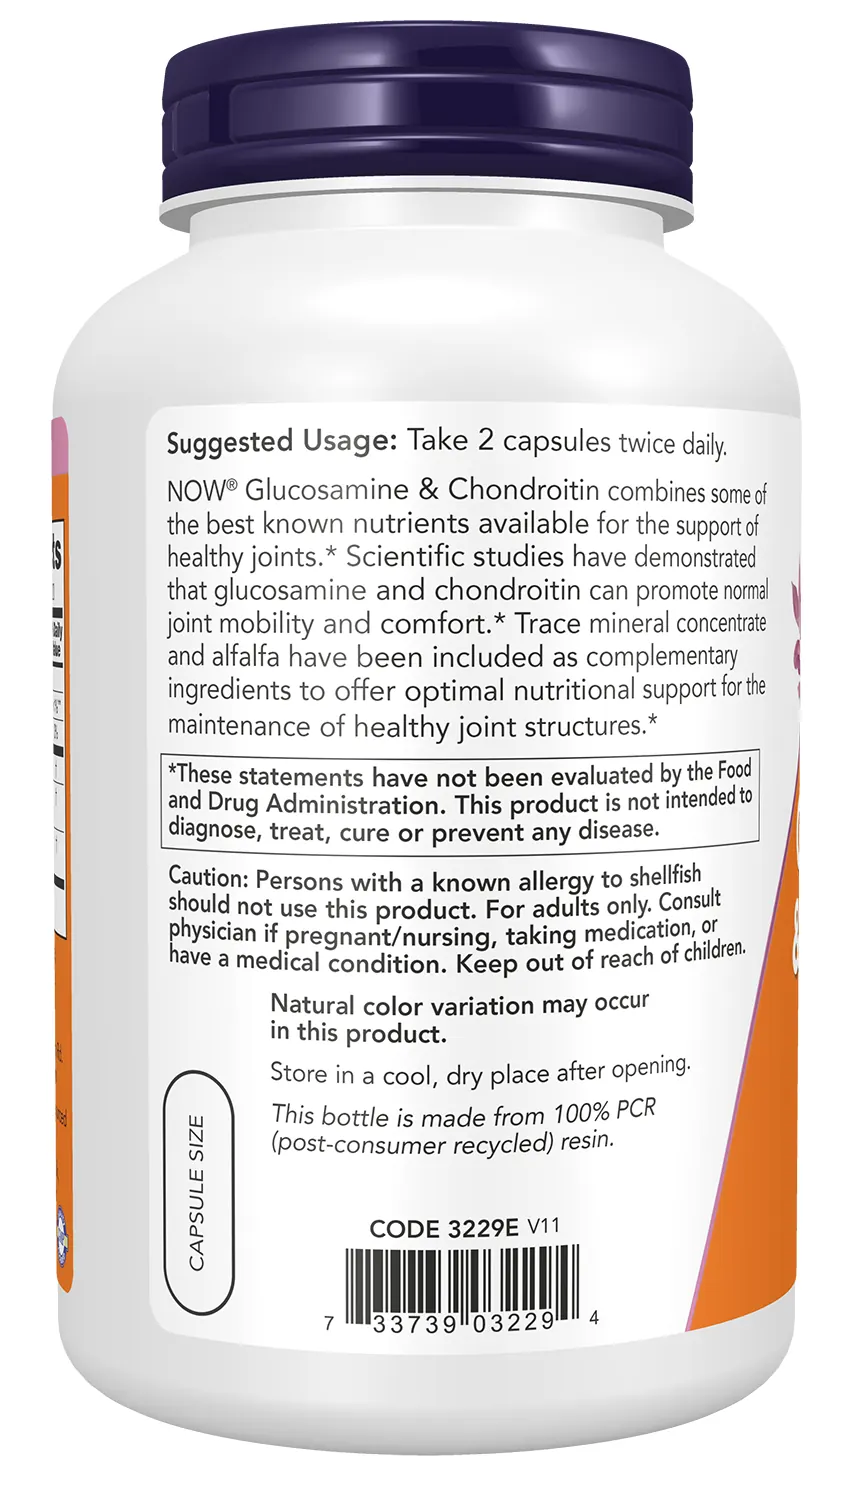 Suggested Usage: Take 2 capsules twice daily.
NOW® Glucosamine & Chondroitin combines some of
the best known nutrients available for the support of
healthy joints.* Scientific studies have demonstrated
that glucosamine and chondroitin can promote normal
joint mobility and comfort.* Trace mineral concentrate
and alfalfa have been included as complementary
ingredients to offer optimal nutritional support for the
maintenance of healthy joint structures.*
*These statements have not been evaluated by the Food
and Drug Administration. This product is not intended to
diagnose, treat, cure or prevent any disease.
Caution: Persons with a known allergy to shellfish
should not use this product. For adults only. Consult
physician if pregnant/nursing, taking medication, or
have a medical condition. Keep out of reach of children.
Natural color variation may occur
in this product.
Store in a cool, dry place after opening.
This bottle is made from 100% PCR
(post-consumer recycled) resin.
CAPSULE SIZE
CODE 3229E V11
7 33739 03229 4